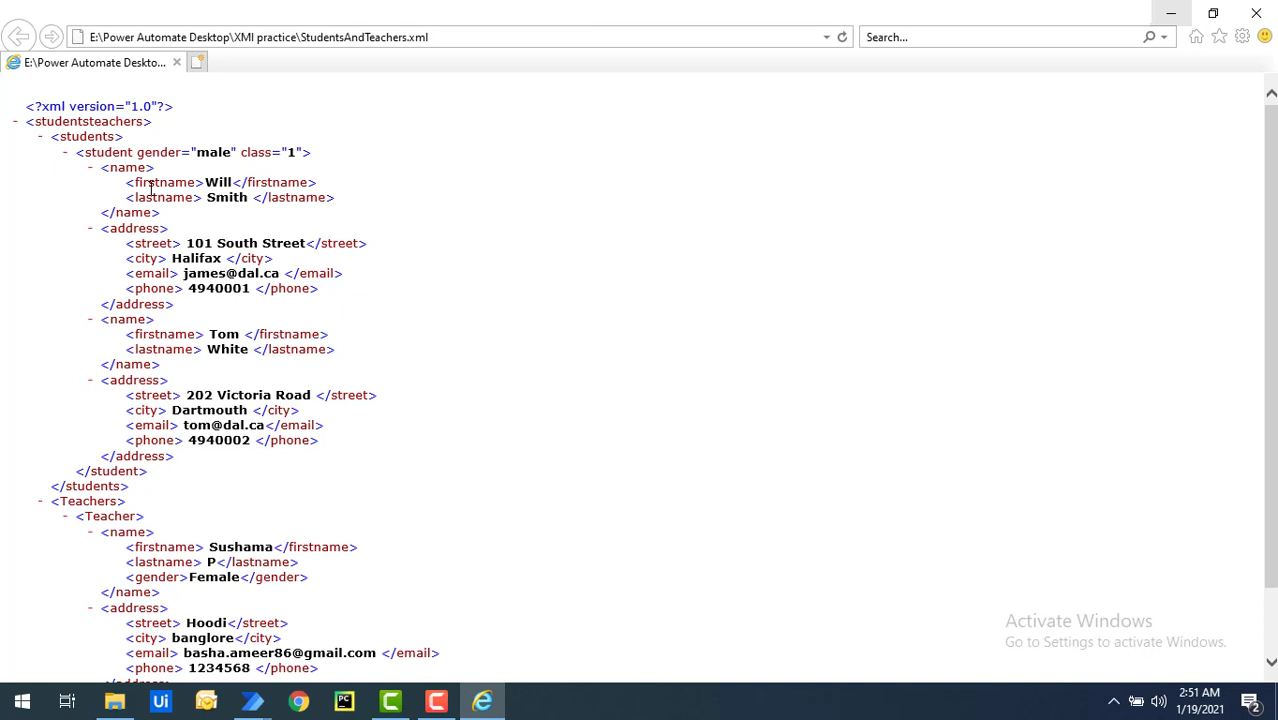 E:\Power Automate Desktop\XMl practice\StudentsAndTeachers.xml
Search...
E:\Power Automate Deskto...
<?xml version="1.0"?>
- <studentsteachers>
- <students>
- <student gender="male" class="1">
- <name>
<firstname>Will</firstname>
<lastname> Smith </lastname>
</name>
- <address>
<street> 101 South Street</street>
<city> Halifax </city>
<email> james@dal.ca </email>
<phone> 4940001 </phone>
</address>
- <name>
<firstname> Tom </firstname>
<lastname> White </lastname>
</name>
- <address>
<street> 202 Victoria Road </street>
<city> Dartmouth </city>
<email> tom@dal.ca</email>
<phone> 4940002 </phone>
</address>
</student>
</students>
- <Teachers>
- <Teacher>
- <name>
<firstname> Sushama</firstname>
<lastname> P</lastname>
<gender>Female</gender>
</name>
- <address>
<street> Hoodi</street>
<city> banglore</city>
<email> basha.ameer86@gmail.com </email>
<phone> 1234568 </phone>
Activate Windows
Go to Settings to activate Windows.
Ui
PC
2:51 AM
1/19/2021
2